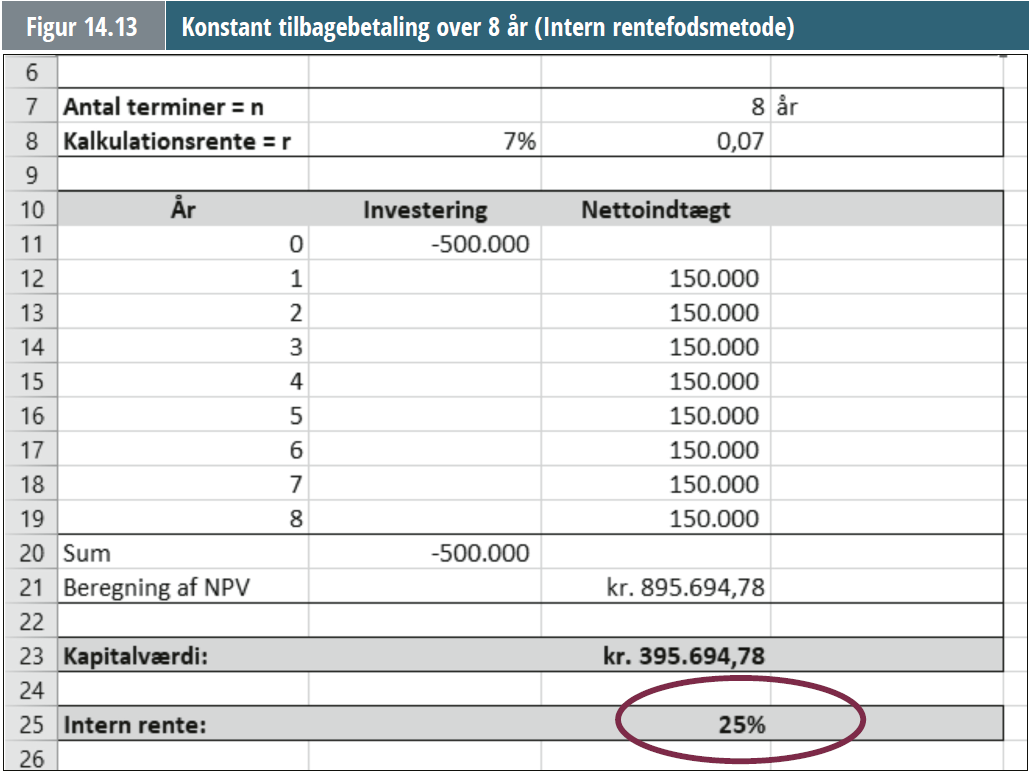 Figur 14.13 Konstant tilbagebetaling over 8 år (Intern rentefodsmetode)
6
7 Antal terminer = n 8 år
8 Kalkulationsrente = r 7% 0,07
9
10 År Investering Nettoindtægt
11 0 -500.000
12 1 150.000
13 2 150.000
14 3 150.000
15 4 150.000
16 5 150.000
17 6 150.000
18 7 150.000
19 8 150.000
20 Sum -500.000
21 Beregning af NPV kr. 895.694,78
22
23 Kapitalværdi: kr. 395.694,78
24
25 Intern rente: 25%
26